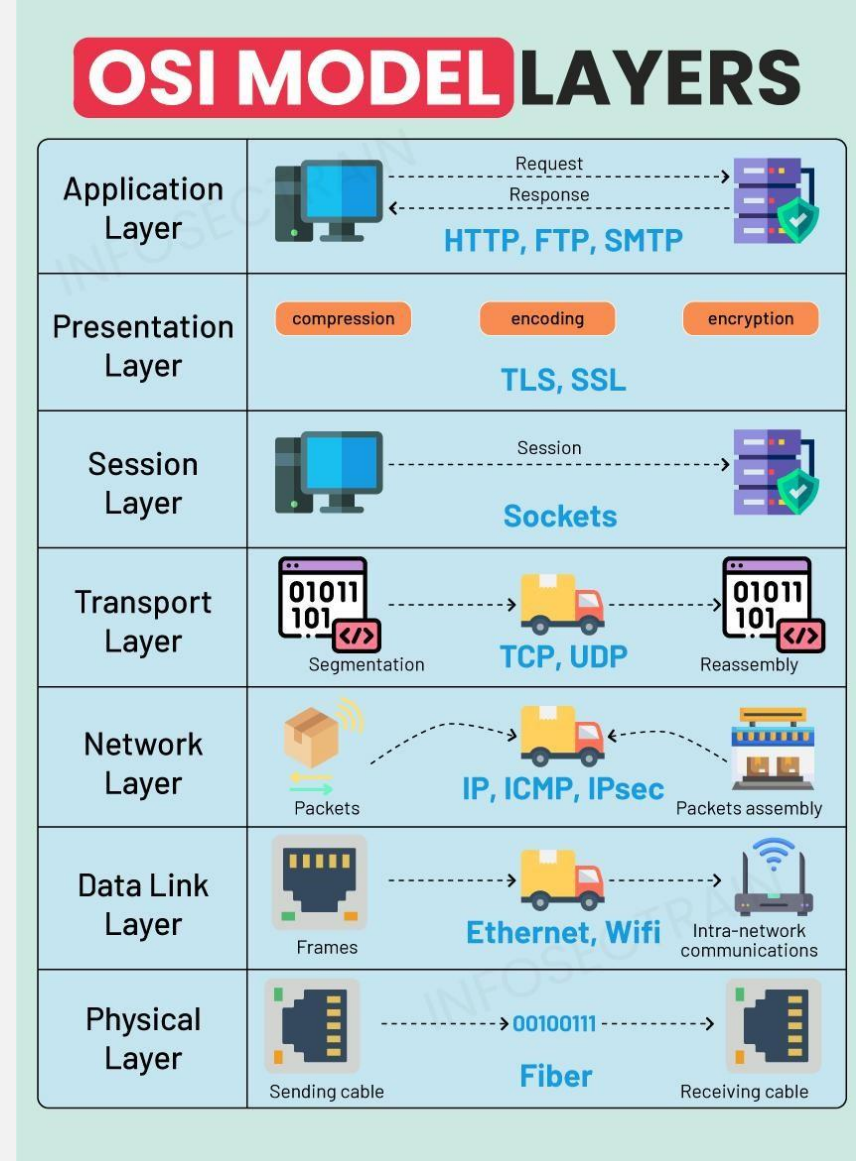 OSI MODEL LAYERS
Application
Layer
Request
Response
HTTP, FTP, SMTP
Presentation
Layer
compression encoding encryption
TLS, SSL
Session
Layer
Session
Sockets
Transport
Layer
01011
101
</>
Segmentation
TCP, UDP
01011
101
</>
Reassembly
Network
Layer
Packets
IP, ICMP, IPsec
Packets assembly
Data Link
Layer
Frames
Ethernet, Wifi
Intra-network
communications
Physical
Layer
Sending cable
00100111
Fiber
Receiving cable
INFOSECTRAIN
INFOSECTRAIN